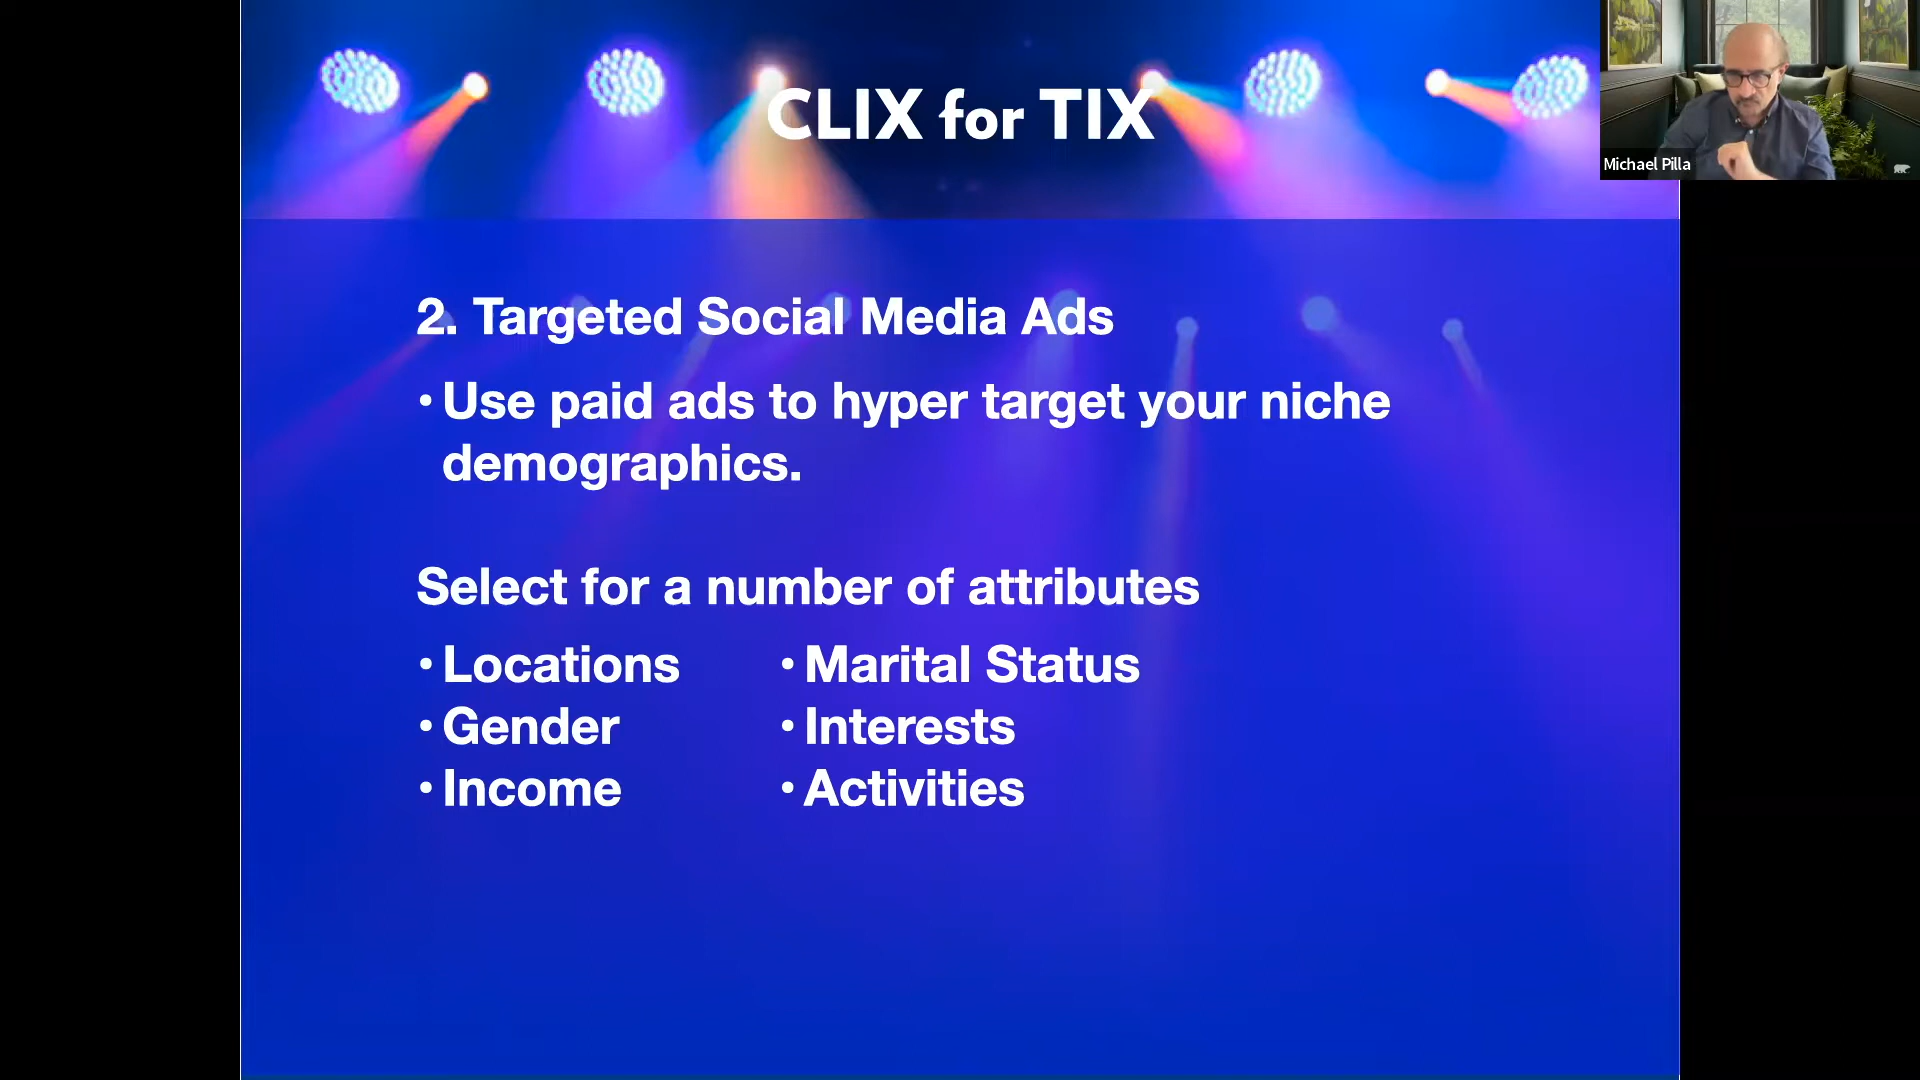 CLIX for TIX
Michael Pilla
2. Targeted Social Media Ads
• Use paid ads to hyper target your niche
demographics.
Select for a number of attributes
• Locations
• Gender
• Income
• Marital Status
• Interests
• Activities